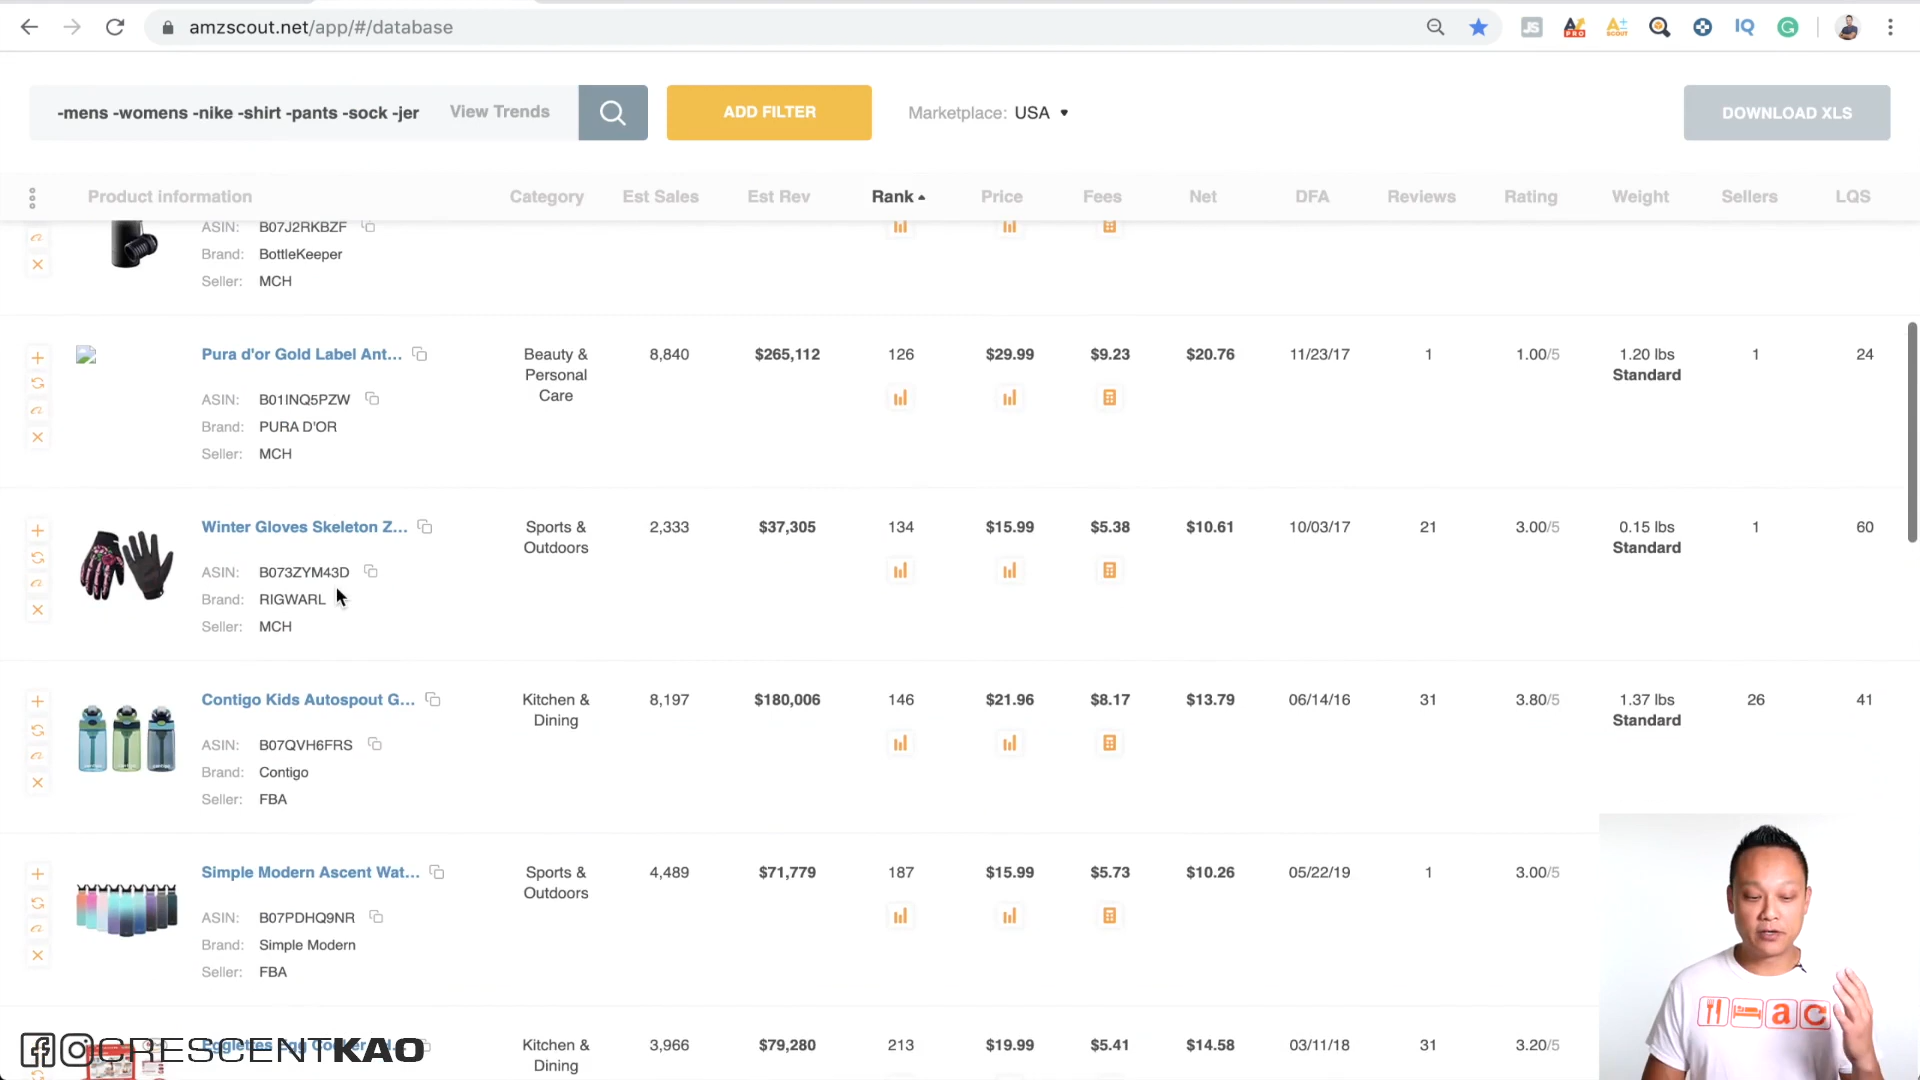 amzscout.net/app/#/database
JS
PRO
SCOUT
IQ
G
-mens -womens -nike -shirt -pants -sock -jer View Trends
ADD FILTER
Marketplace: USA
DOWNLOAD XLS
Product information Category Est Sales Est Rev Rank Price Fees Net DFA Reviews Rating Weight Sellers LQS
ASIN: B07J2RKBZF
Brand: BottleKeeper
Seller: MCH
Pura d'or Gold Label Ant... Beauty & 8,840 $265,112 126 $29.99 $9.23 $20.76 11/23/17 1 1.00/5 1.20 lbs 1 24
Personal Standard
Care
ASIN: B01INQ5PZW
Brand: PURA D'OR
Seller: MCH
Winter Gloves Skeleton Z... Sports & 2,333 $37,305 134 $15.99 $5.38 $10.61 10/03/17 21 3.00/5 0.15 lbs 1 60
Outdoors Standard
ASIN: B073ZYM43D
Brand: RIGWARL
Seller: MCH
Contigo Kids Autospout G... Kitchen & 8,197 $180,006 146 $21.96 $8.17 $13.79 06/14/16 31 3.80/5 1.37 lbs 26 41
Dining Standard
ASIN: B07QVH6FRS
Brand: Contigo
Seller: FBA
Simple Modern Ascent Wat... Sports & 4,489 $71,779 187 $15.99 $5.73 $10.26 05/22/19 1 3.00/5
Outdoors
ASIN: B07PDHQ9NR
Brand: Simple Modern
Seller: FBA
Kitchen & 3,966 $79,280 213 $19.99 $5.41 $14.58 03/11/18 31 3.20/5
Dining
CRESCENTKAO
a c